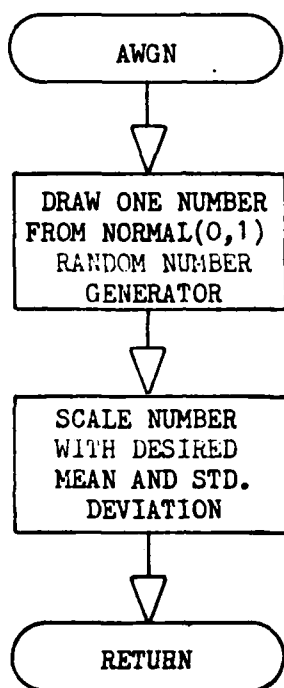 AWGN
DRAW ONE NUMBER
FROM NORMAL(0,1)
RANDOM NUMBER
GENERATOR
SCALE NUMBER
WITH DESIRED
MEAN AND STD.
DEVIATION
RETURN